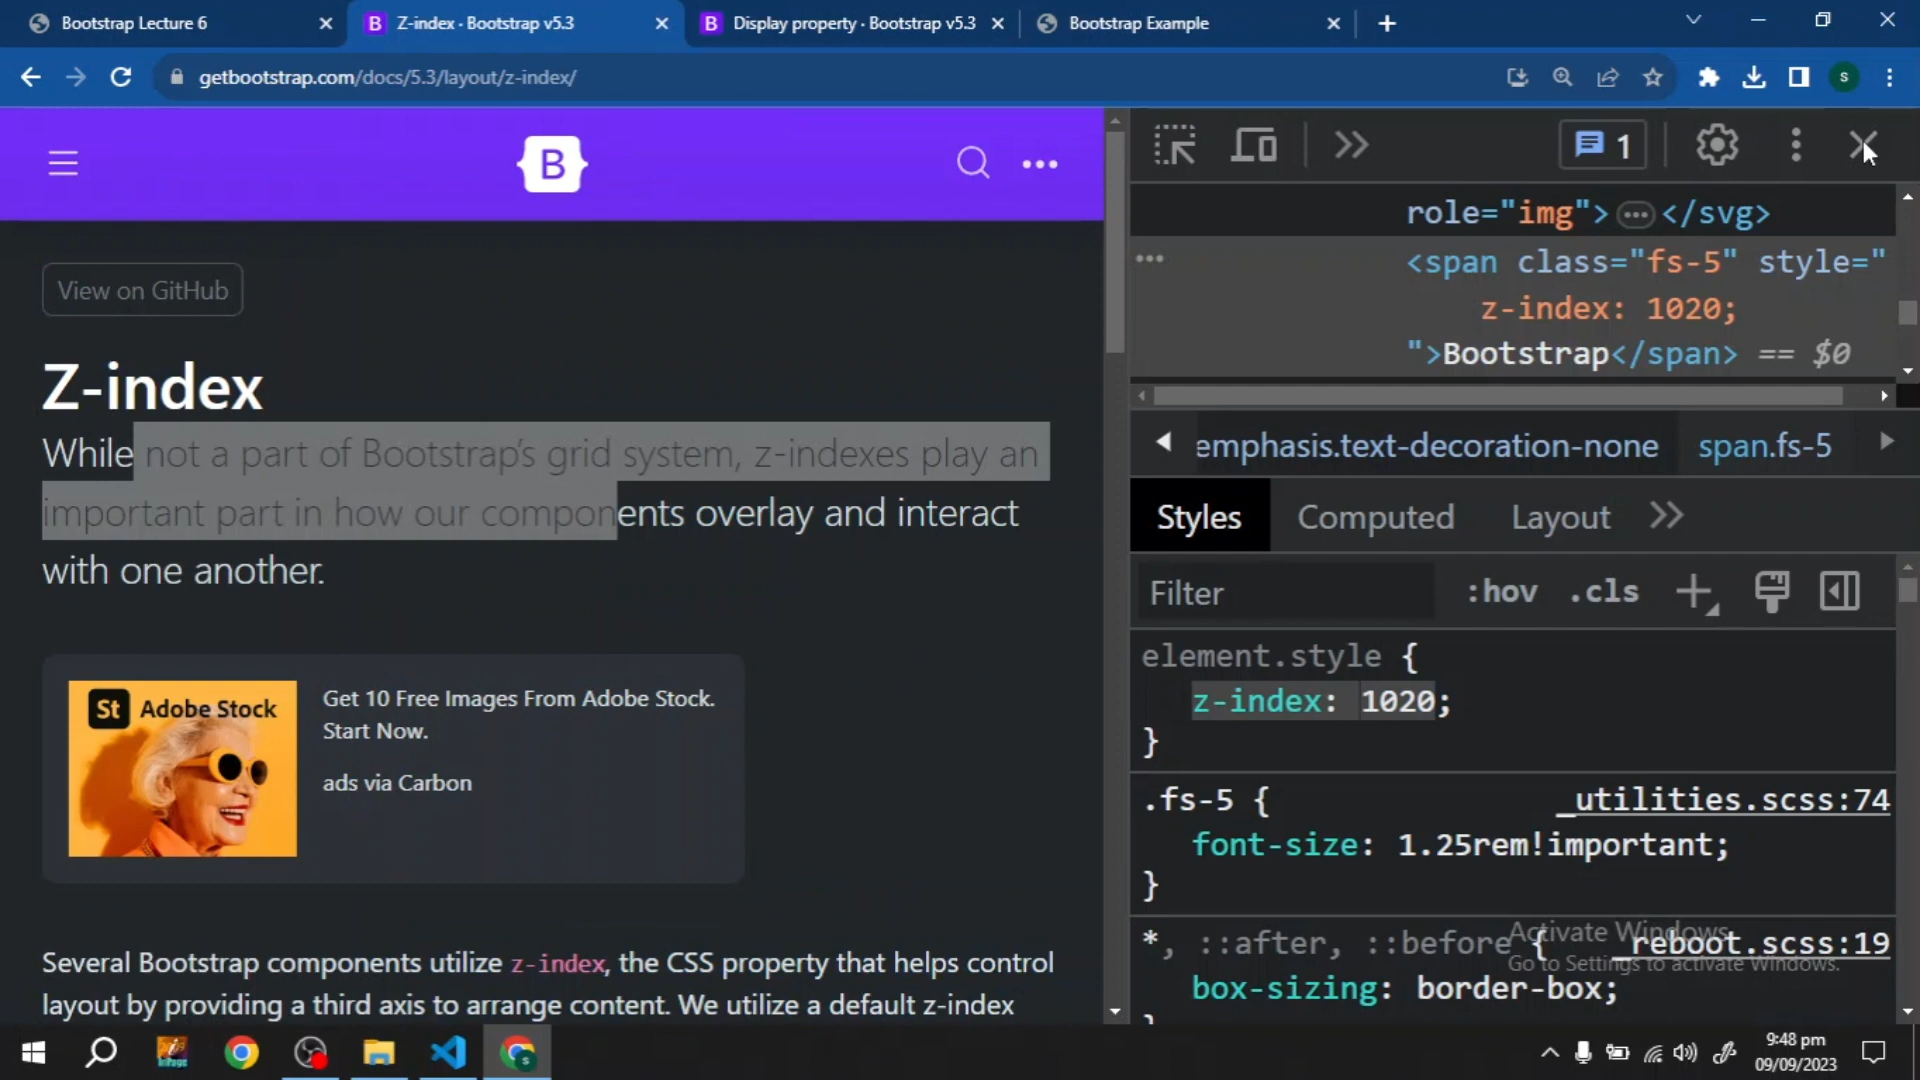 Bootstrap Lecture 6
Z-index · Bootstrap v5.3
Display property · Bootstrap v5.3
Bootstrap Example
getbootstrap.com/docs/5.3/layout/z-index/
S
B
1
View on GitHub
Z-index
While not a part of Bootstrap's grid system, z-indexes play an
important part in how our components overlay and interact
with one another.
St Adobe Stock
Get 10 Free Images From Adobe Stock.
Start Now.
ads via Carbon
Several Bootstrap components utilize z-index, the CSS property that helps control
layout by providing a third axis to arrange content. We utilize a default z-index
role="img"> ··· </svg>
<span class="fs-5" style="
z-index: 1020;
">Bootstrap</span> == $0
emphasis.text-decoration-none span.fs-5
Styles Computed Layout
Filter :hov .cls
element.style {
z-index: 1020;
}
.fs-5 { _utilities.scss:74
font-size: 1.25rem!important;
}
*, ::after, ::before { _reboot.scss:19
box-sizing: border-box;
Activate Windows
Go to Settings to activate Windows.
InPage
S
9:48 pm
09/09/2023